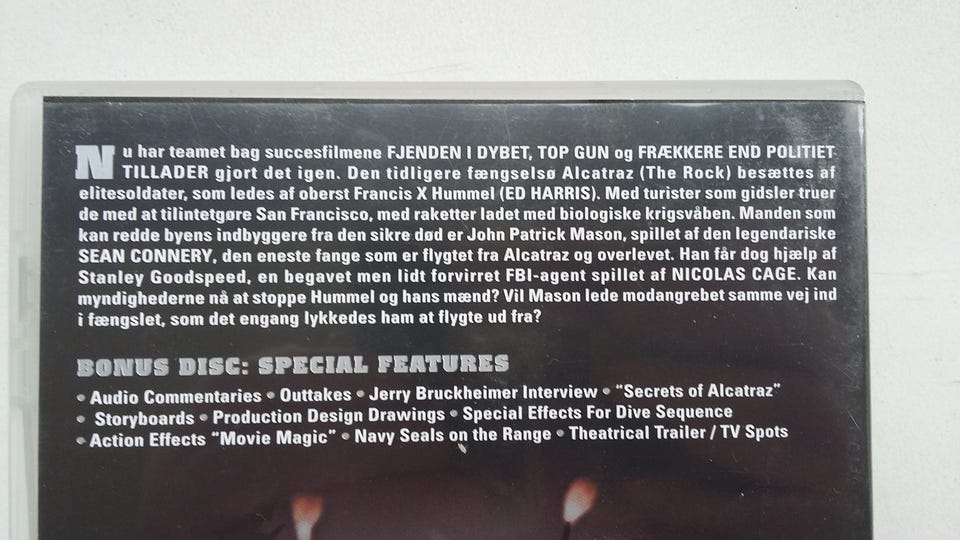 Nu har teamet bag succesfilmene FJENDEN I DYBET, TOP GUN og FRÆKKERE END POLITIET
TILLADER gjort det igen. Den tidligere fængselsø Alcatraz (The Rock) besættes af
elitesoldater, som ledes af oberst Francis X Hummel (ED HARRIS). Med turister som gidsler truer
de med at tilintetgøre San Francisco, med raketter ladet med biologiske krigsvåben. Manden som
kan redde byens indbyggere fra den sikre død er John Patrick Mason, spillet af den legendariske
SEAN CONNERY, den eneste fange som er flygtet fra Alcatraz og overlevet. Han får dog hjælp af
Stanley Goodspeed, en begavet men lidt forvirret FBI-agent spillet af NICOLAS CAGE. Kan
myndighederne nå at stoppe Hummel og hans mænd? Vil Mason lede modangrebet samme vej ind
i fængslet, som det engang lykkedes ham at flygte ud fra?
BONUS DISC: SPECIAL FEATURES
• Audio Commentaries • Outtakes • Jerry Bruckheimer Interview • "Secrets of Alcatraz"
• Storyboards • Production Design Drawings • Special Effects For Dive Sequence
• Action Effects "Movie Magic" • Navy Seals on the Range • Theatrical Trailer / TV Spots